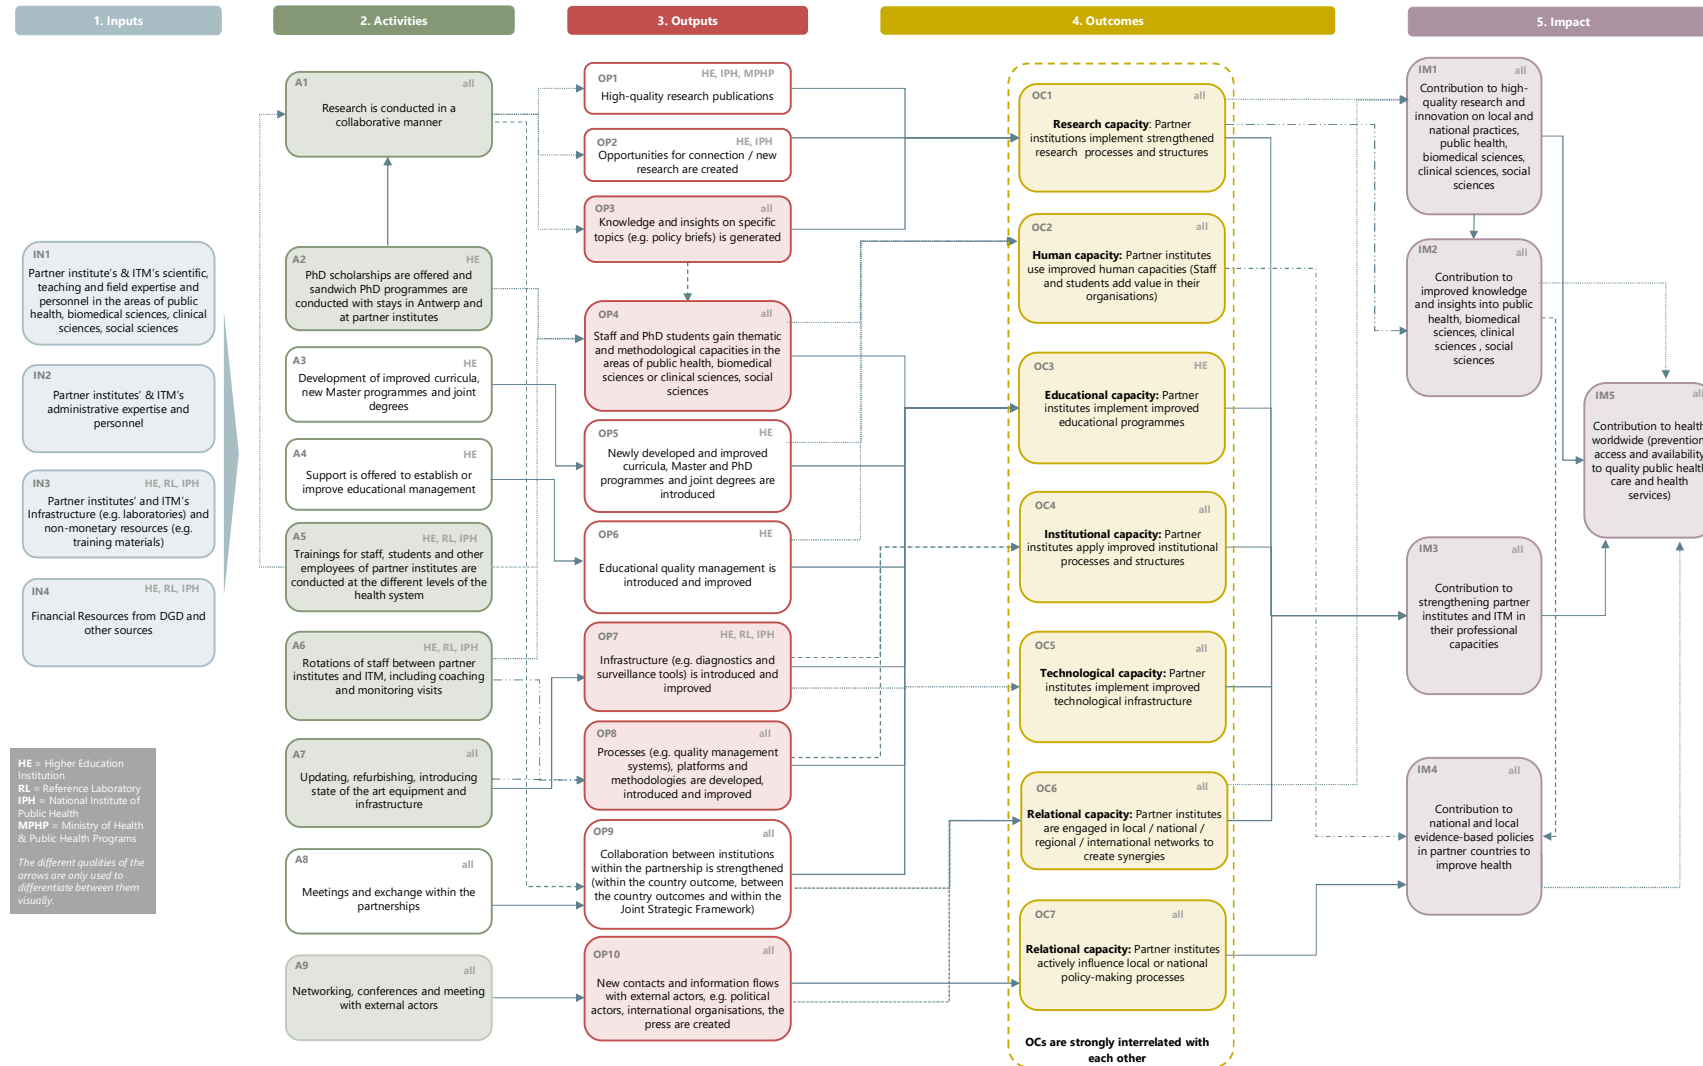 1. Inputs
2. Activities
3. Outputs
4. Outcomes
5. Impact
IN1
Partner institute's & ITM's scientific,
teaching and field expertise and
personnel in the areas of public
health, biomedical sciences, clinical
sciences, social sciences
IN2
Partner institutes' & ITM's
administrative expertise and
personnel
IN3
HE, RL, IPH
Partner institutes' and ITM's
Infrastructure (e.g. laboratories) and
non-monetary resources (e.g.
training materials)
IN4
HE, RL, IPH
Financial Resources from DGD and
other sources
HE = Higher Education
Institution
RL = Reference Laboratory
IPH = National Institute of
Public Health
MPHP = Ministry of Health
& Public Health Programs
The different qualities of the
arrows are only used to
differentiate between them
visually.
A1
all
Research is conducted in a
collaborative manner
A2
HE
PhD scholarships are offered and
sandwich PhD programmes are
conducted with stays in Antwerp and
at partner institutes
A3
HE
Development of improved curricula,
new Master programmes and joint
degrees
A4
HE
Support is offered to establish or
improve educational management
A5
HE, RL, IPH
Trainings for staff, students and other
employees of partner institutes are
conducted at the different levels of the
health system
A6
HE, RL, IPH
Rotations of staff between partner
institutes and ITM, including coaching
and monitoring visits
A7
all
Updating, refurbishing, introducing
state of the art equipment and
infrastructure
A8
all
Meetings and exchange within the
partnerships
A9
all
Networking, conferences and meeting
with external actors
OP1
HE, IPH, MPHP
High-quality research publications
OP2
HE, IPH
Opportunities for connection / new
research are created
OP3
all
Knowledge and insights on specific
topics (e.g. policy briefs) is generated
OP4
all
Staff and PhD students gain thematic
and methodological capacities in the
areas of public health, biomedical
sciences or clinical sciences, social
sciences
OP5
HE
Newly developed and improved
curricula, Master and PhD
programmes and joint degrees are
introduced
OP6
HE
Educational quality management is
introduced and improved
OP7
HE, RL, IPH
Infrastructure (e.g. diagnostics and
surveillance tools) is introduced and
improved
OP8
all
Processes (e.g. quality management
systems), platforms and
methodologies are developed,
introduced and improved
OP9
all
Collaboration between institutions
within the partnership is strengthened
(within the country outcome, between
the country outcomes and within the
Joint Strategic Framework)
OP10
all
New contacts and information flows
with external actors, e.g. political
actors, international organisations, the
press are created
OC1
all
Research capacity: Partner
institutions implement strengthened
research processes and structures
OC2
all
Human capacity: Partner institutes
use improved human capacities (Staff
and students add value in their
organisations)
OC3
HE
Educational capacity: Partner
institutes implement improved
educational programmes
OC4
all
Institutional capacity: Partner
institutes apply improved institutional
processes and structures
OC5
all
Technological capacity: Partner
institutes implement improved
technological infrastructure
OC6
all
Relational capacity: Partner institutes
are engaged in local / national /
regional / international networks to
create synergies
OC7
all
Relational capacity: Partner institutes
actively influence local or national
policy-making processes
OCs are strongly interrelated with
each other
IM1
all
Contribution to high-
quality research and
innovation on local and
national practices,
public health,
biomedical sciences,
clinical sciences, social
sciences
IM2
all
Contribution to
improved knowledge
and insights into public
health, biomedical
sciences, clinical
sciences , social
sciences
IM3
all
Contribution to
strengthening partner
institutes and ITM in
their professional
capacities
IM4
all
Contribution to
national and local
evidence-based policies
in partner countries to
improve health
IM5
all
Contribution to health
worldwide (prevention,
access and availability
to quality public health
care and health
services)